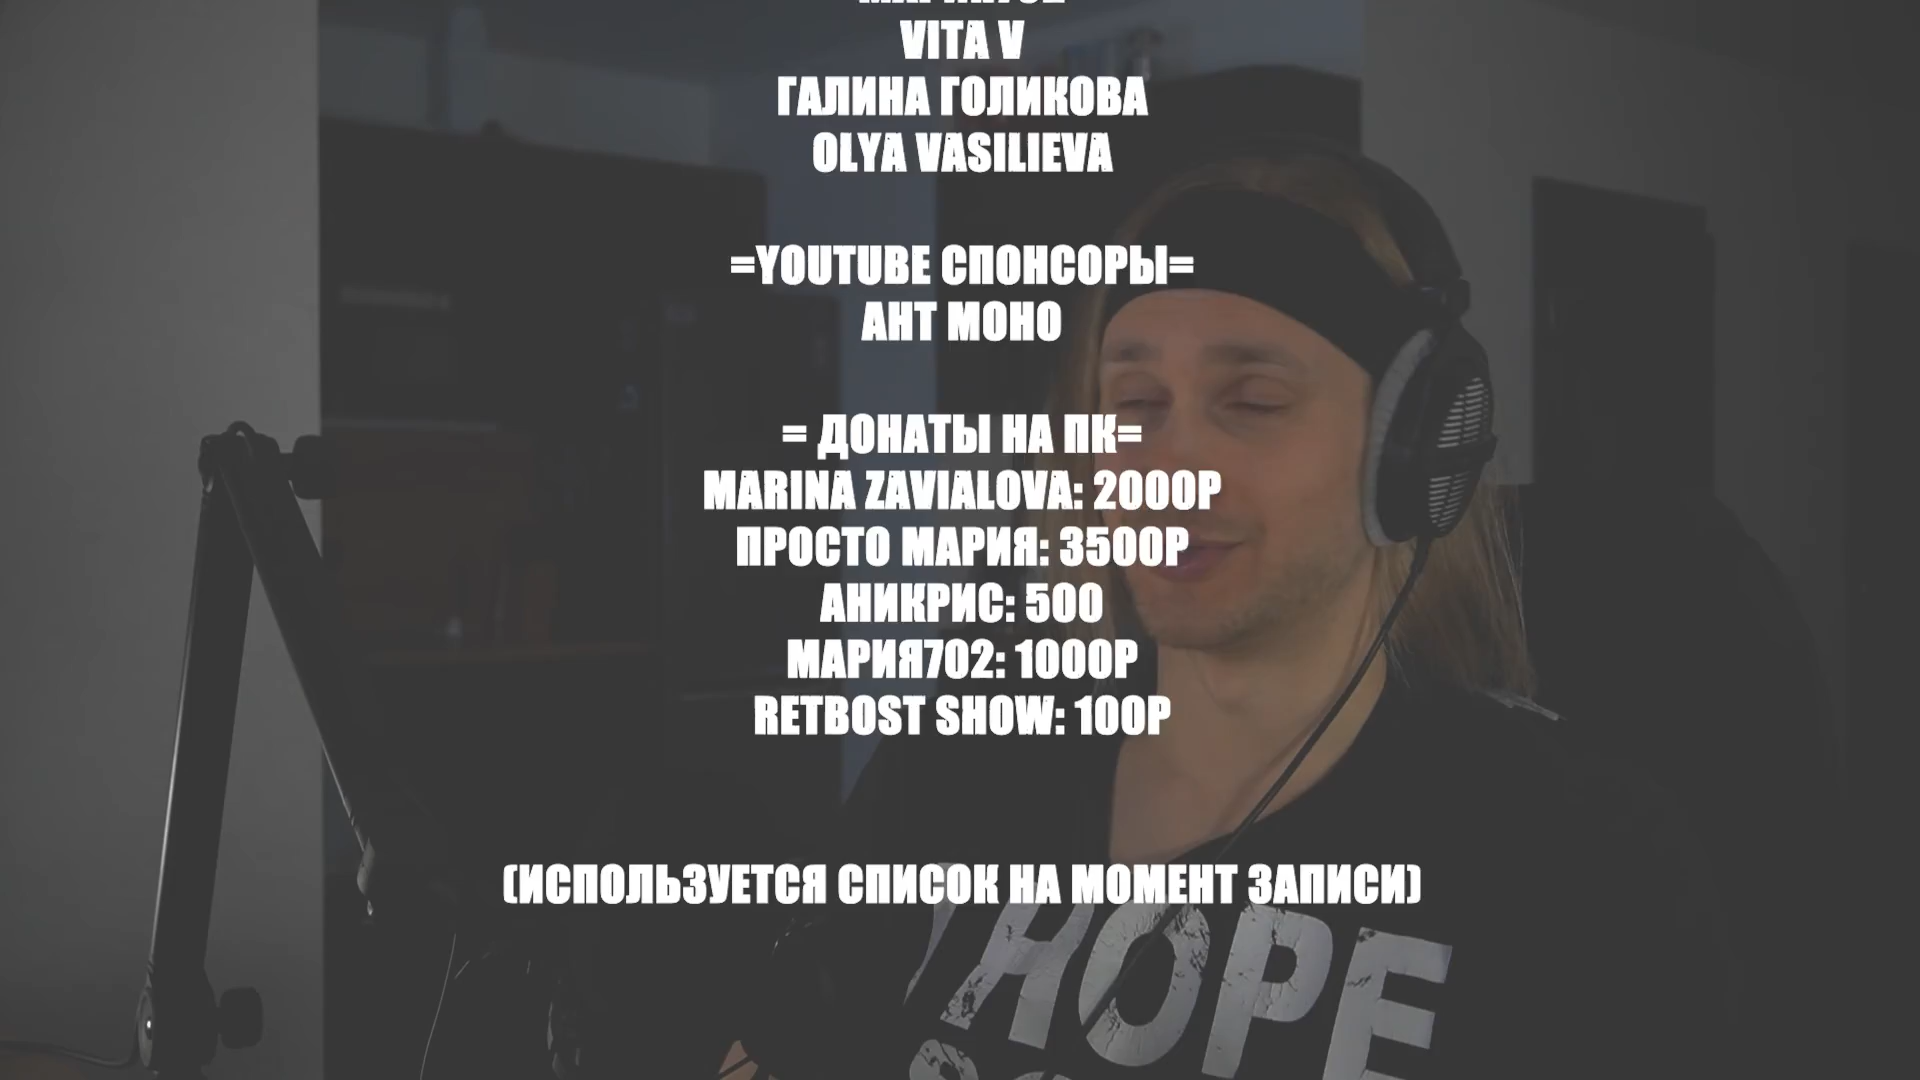 VITA V
ГАЛИНА ГОЛИКОВА
OLYA VASILIEVA
=YOUTUBE СПОНСОРЫ=
АНТ МОНО
= ДОНАТЫ НА ПК=
MARINA ZAVIALOVA: 2000Р
ПРОСТО МАРИЯ: 3500Р
АНИКРИС: 500
МАРИЯ702: 1000Р
RETBOST SHOW: 100Р
(ИСПОЛЬЗУЕТСЯ СПИСОК НА МОМЕНТ ЗАПИСИ)
HOPE